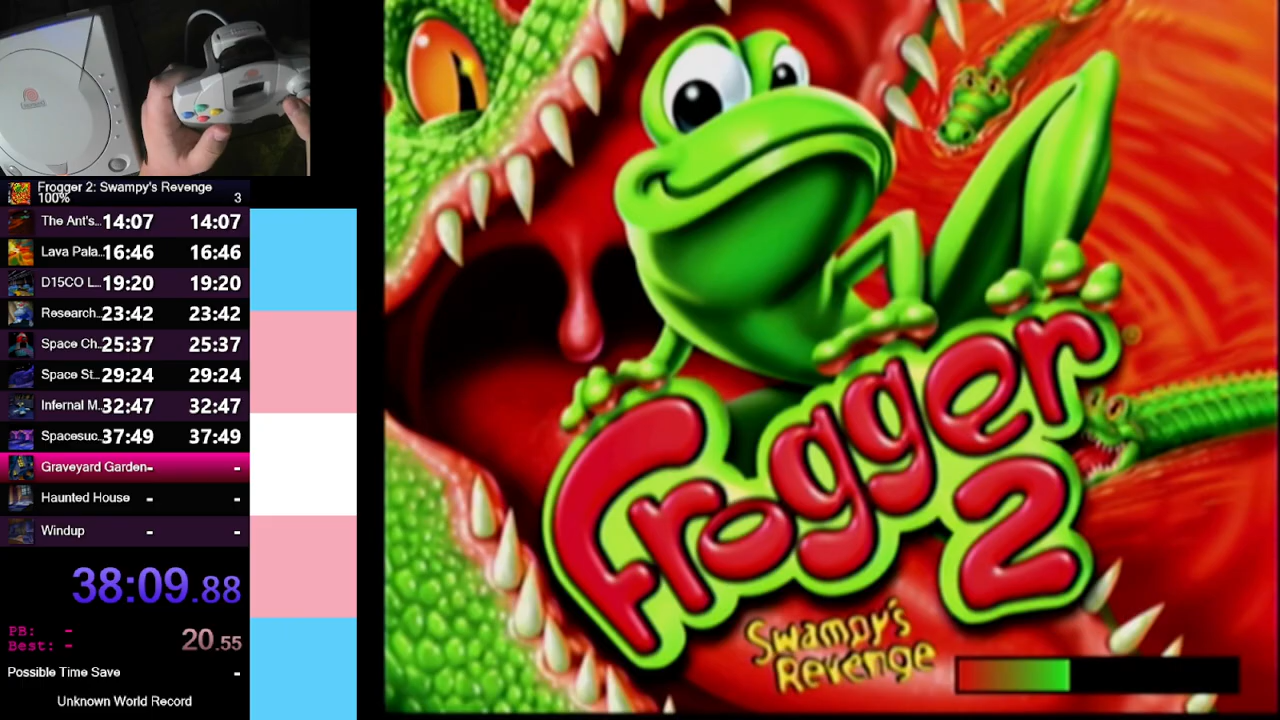 Frogger 2: Swampy's Revenge
100% 3
The Ant's... 14:07 14:07
Lava Pala... 16:46 16:46
D15CO L... 19:20 19:20
Research... 23:42 23:42
Space Ch... 25:37 25:37
Space St... 29:24 29:24
Infernal M... 32:47 32:47
Spacesuc... 37:49 37:49
Graveyard Garden- -
Haunted House - -
Windup - -
38:09.88
PB: -
Best: -
20.55
Possible Time Save -
Unknown World Record
Frogger
2
Swampy's
Revenge